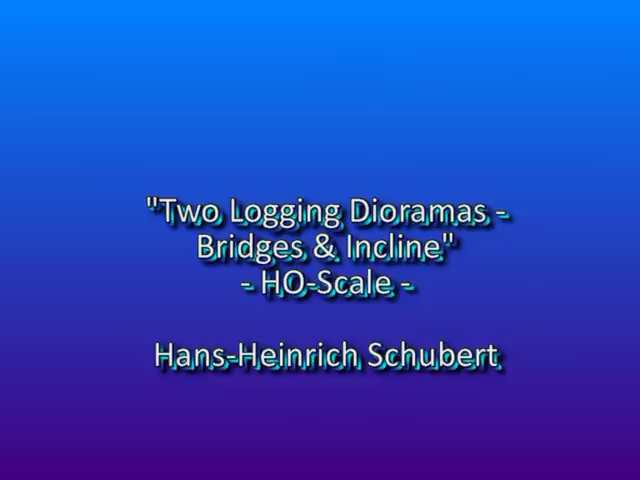 "Two Logging Dioramas -
Bridges & Incline"
- HO-Scale -
Hans-Heinrich Schubert